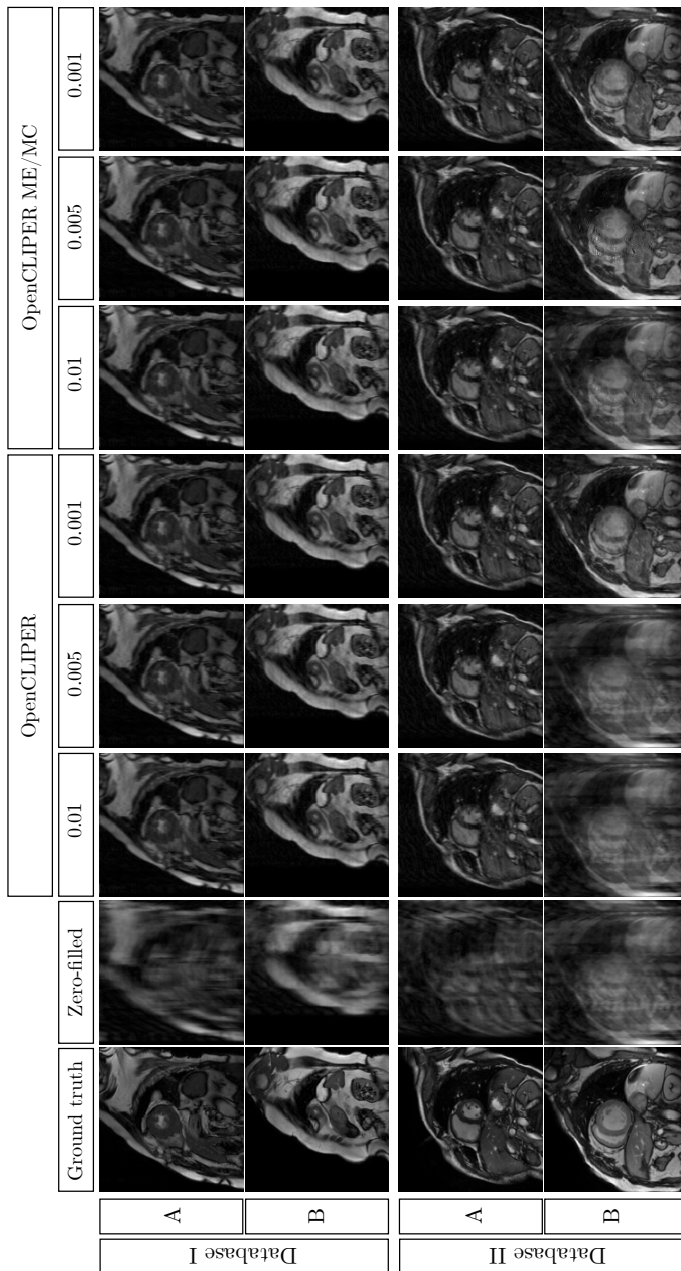 OpenCLIPER
OpenCLIPER ME/MC
Ground truth
Zero-filled
0.01
0.005
0.001
0.01
0.005
0.001
Database I
A
B
Database II
A
B